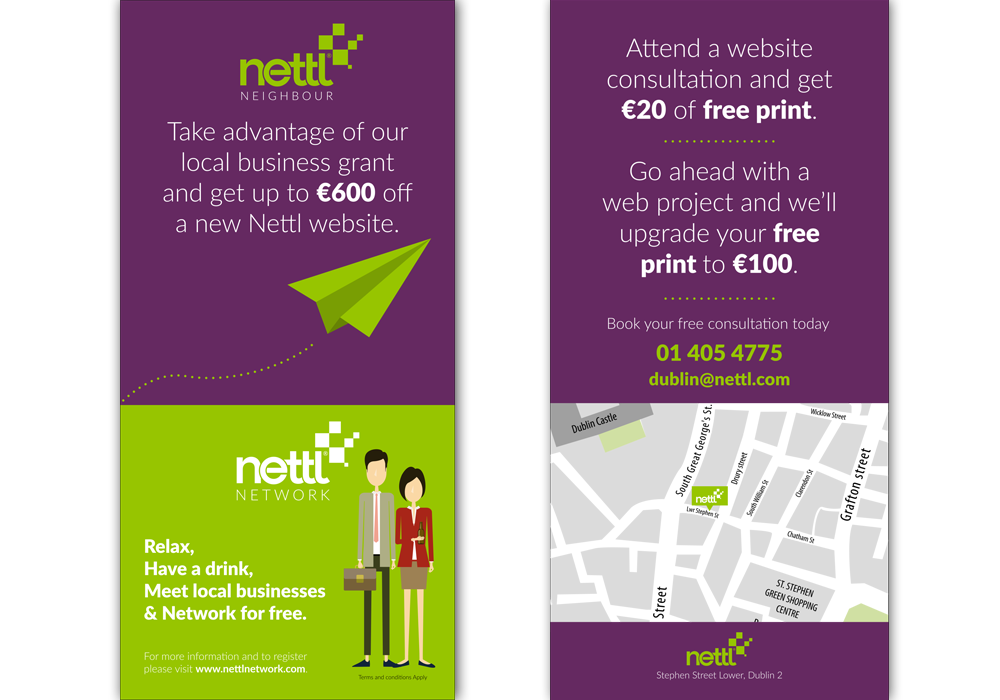 nettl®
NEIGHBOUR
Take advantage of our
local business grant
and get up to €600 off
a new Nettl website.
nettl®
NETWORK
Relax,
Have a drink,
Meet local businesses
& Network for free.
For more information and to register
please visit www.nettlnetwork.com.
Terms and conditions Apply
Attend a website
consultation and get
€20 of free print.
Go ahead with a
web project and we'll
upgrade your free
print to €100.
Book your free consultation today
01 405 4775
dublin@nettl.com
Dublin Castle
South Great George's St.
Wicklow Street
Drury street
South William St
Clarendon St
Grafton street
nettl
Lwr Stephen St
Chatham St
ST. STEPHEN
GREEN SHOPPING
CENTRE
Street
nettl
Stephen Street Lower, Dublin 2